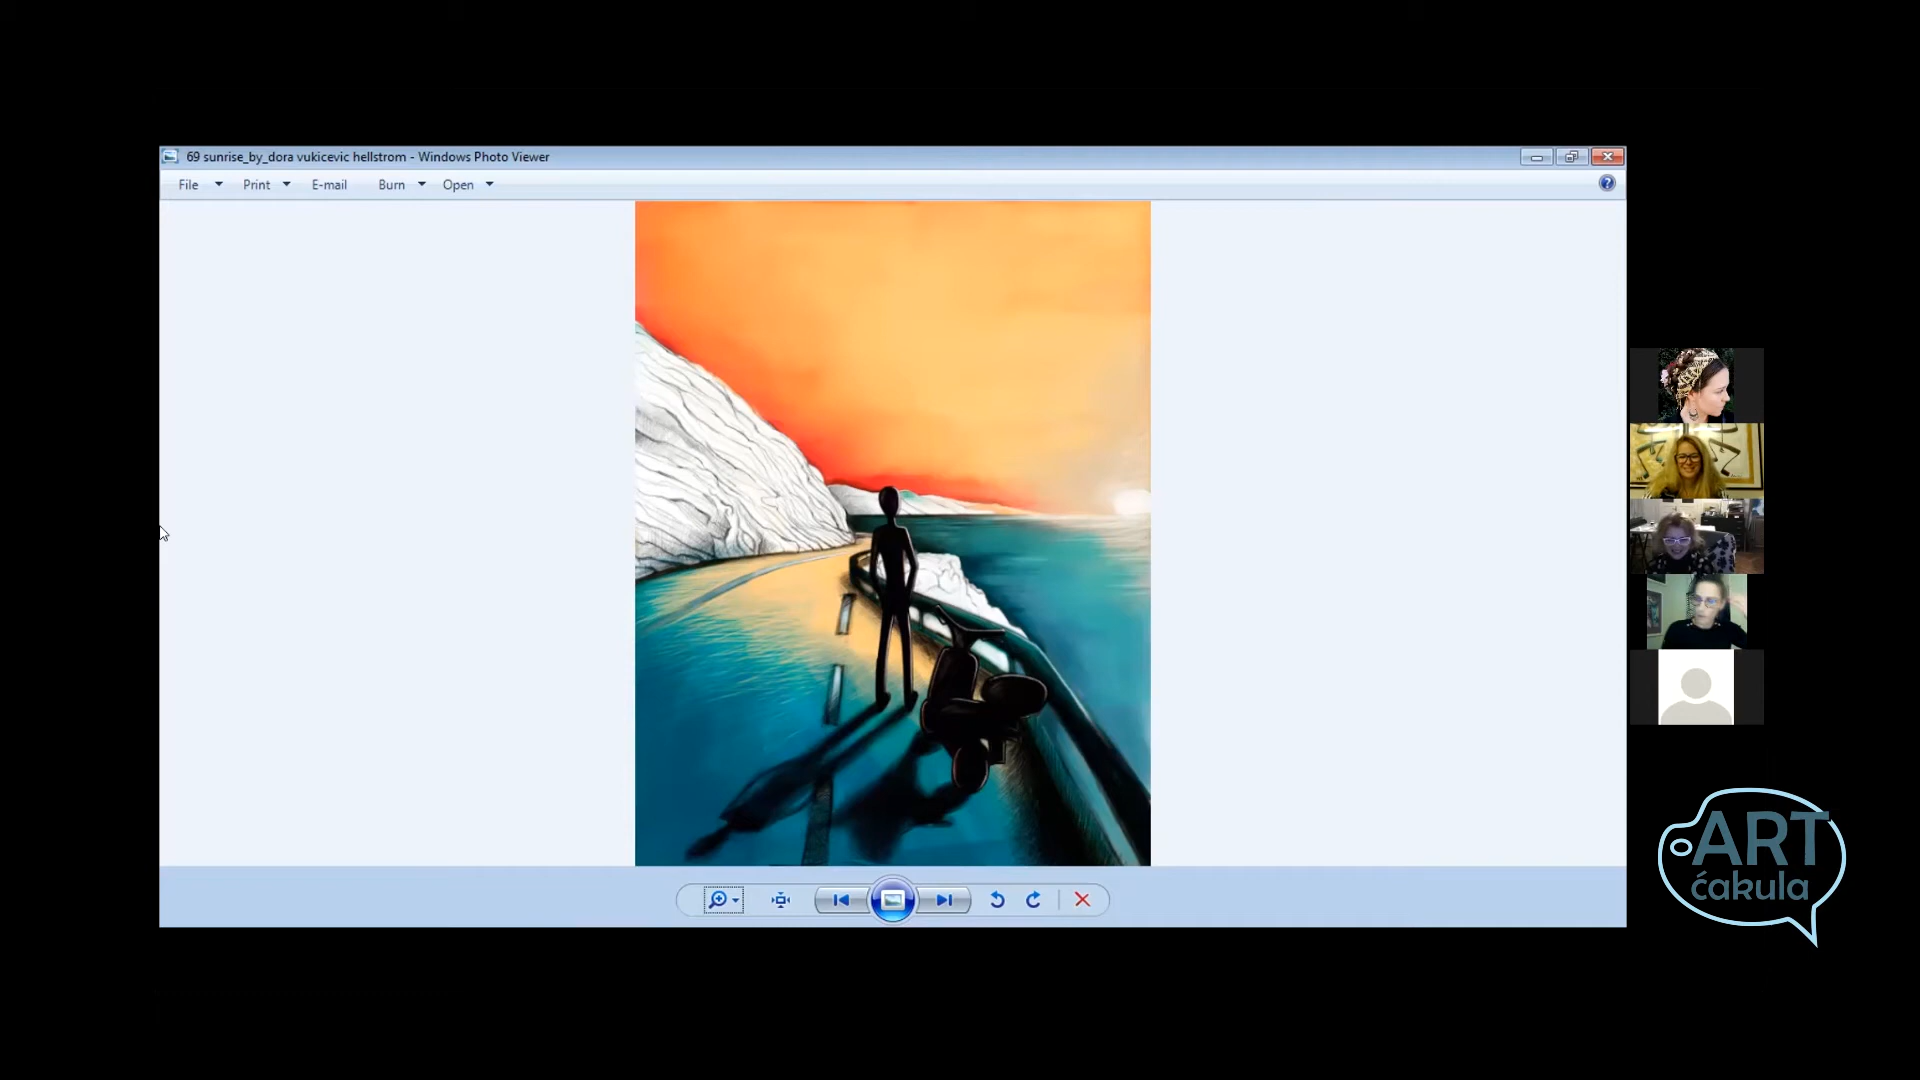 69 sunrise_by_dora vukicevic hellstrom - Windows Photo Viewer
File Print E-mail Burn Open
ART
ćakula